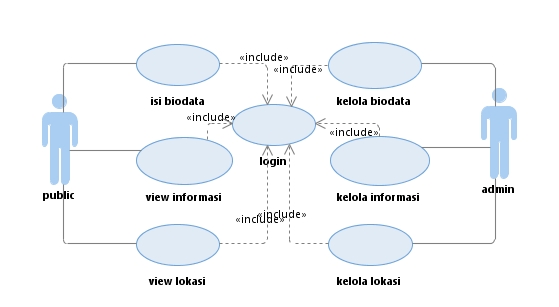 «include»
«include»
isi biodata
kelola biodata
«include»
«include»
login
public
view informasi
kelola informasi
admin
«include»
«include»
view lokasi
kelola lokasi